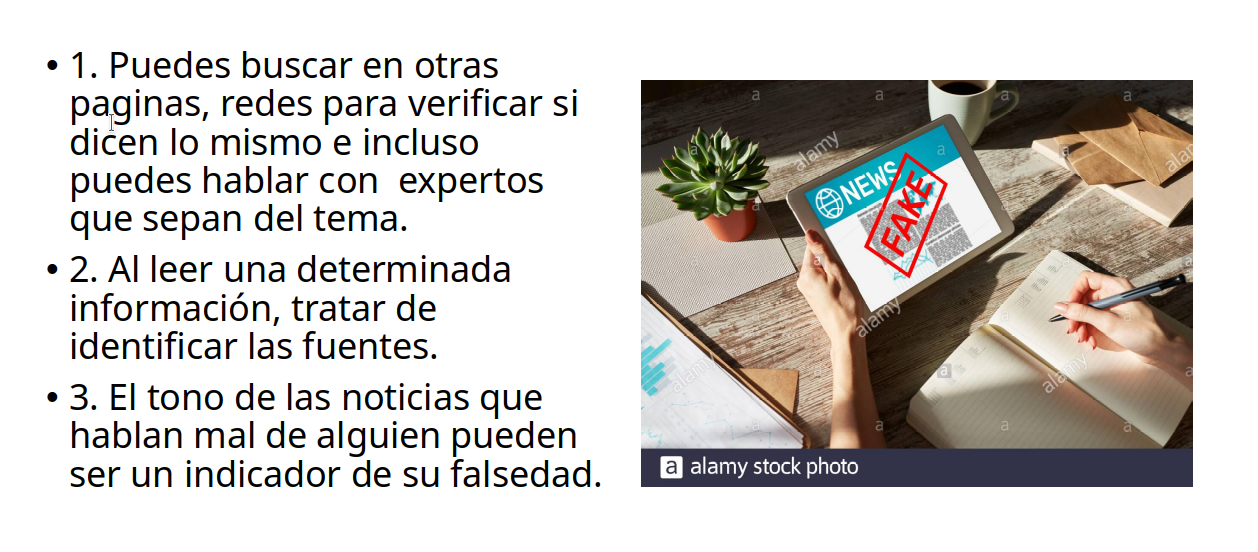 • 1. Puedes buscar en otras
paginas, redes para verificar si
dicen lo mismo e incluso
puedes hablar con  expertos
que sepan del tema.
• 2. Al leer una determinada
información, tratar de
identificar las fuentes.
• 3. El tono de las noticias que
hablan mal de alguien pueden
ser un indicador de su falsedad.
NEWS
FAKE
alamy
alamy
alamy
alamy
a alamy stock photo